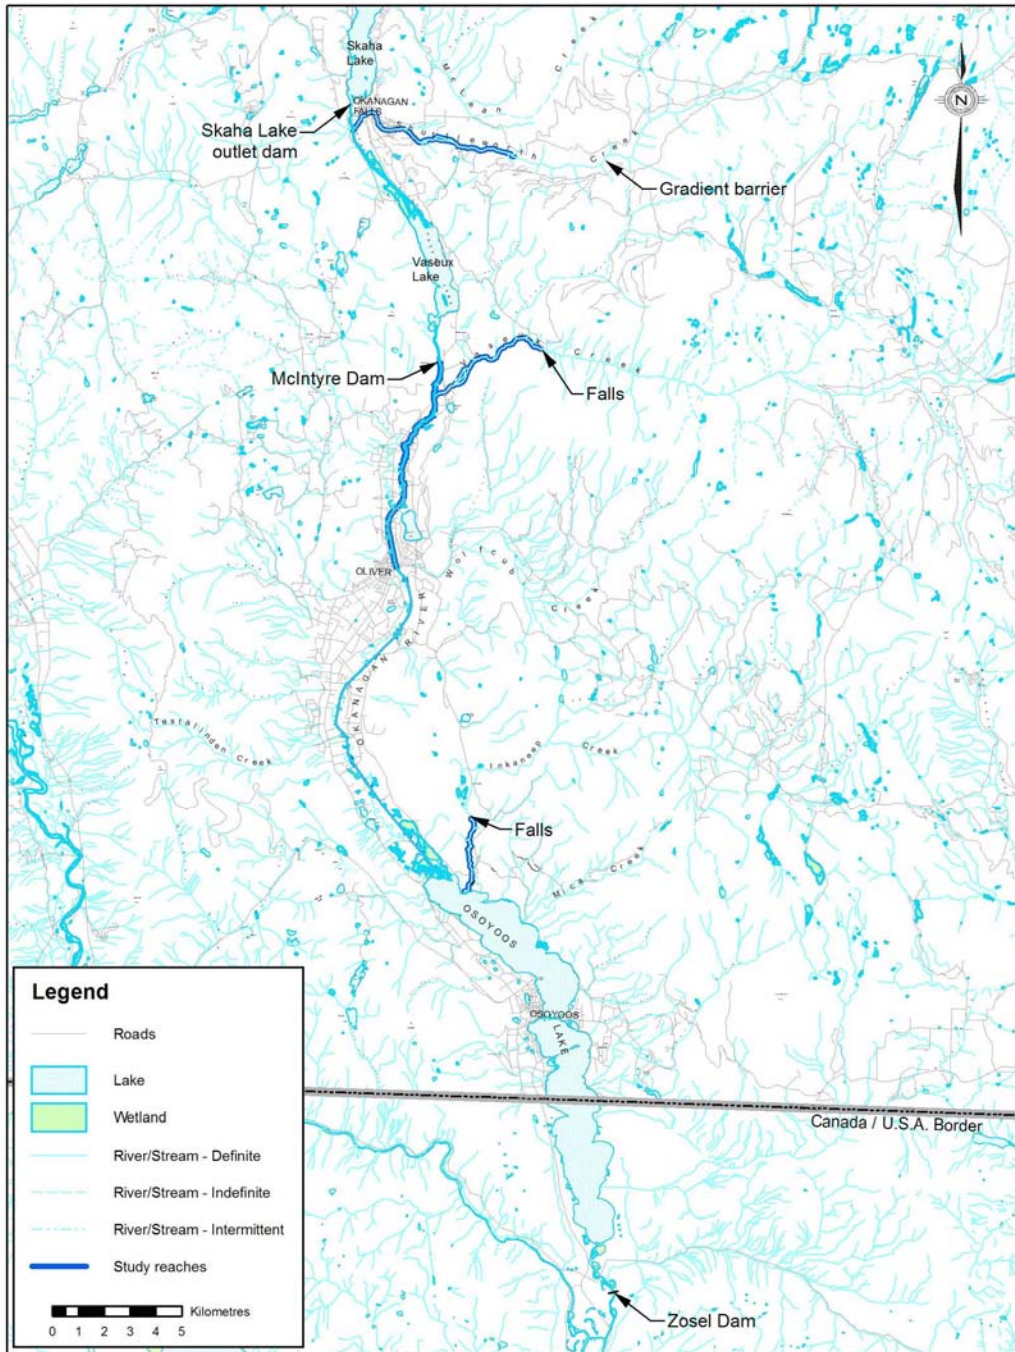 Skaha
Lake
McLean
Creek
N
OKANAGAN
FALLS
Skaha Lake
outlet dam
Shuttleworth
Creek
Gradient barrier
Vaseux
Lake
McIntyre Dam
Vaseux
Creek
Falls
OLIVER
Wolfcub
Creek
OKANAGAN RIVER
Testalinden Creek
Inkaneep
Creek
Falls
Mica Creek
OSOYOOS
OSOYOOS
LAKE
Canada / U.S.A. Border
Legend
Roads
Lake
Wetland
River/Stream - Definite
River/Stream - Indefinite
River/Stream - Intermittent
Study reaches
Kilometres
0 1 2 3 4 5
Zosel Dam